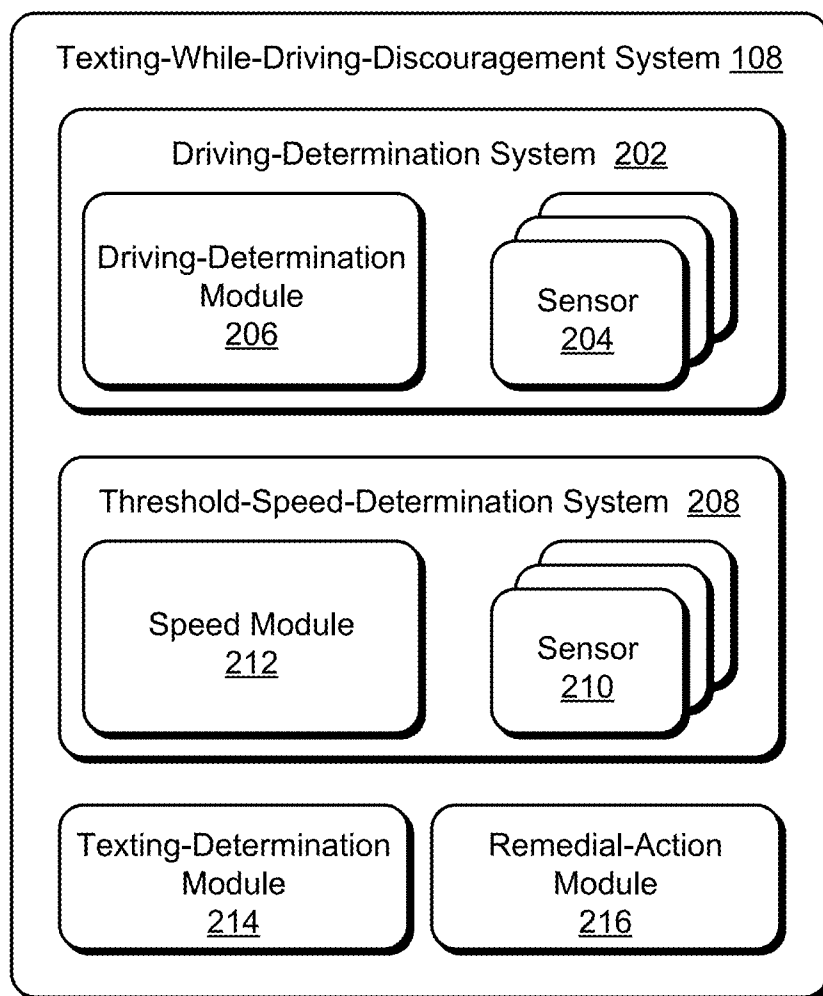 Texting-While-Driving-Discouragement System 108
Driving-Determination System 202
Driving-Determination
Module
206
Sensor
204
Threshold-Speed-Determination System 208
Speed Module
212
Sensor
210
Texting-Determination
Module
214
Remedial-Action
Module
216